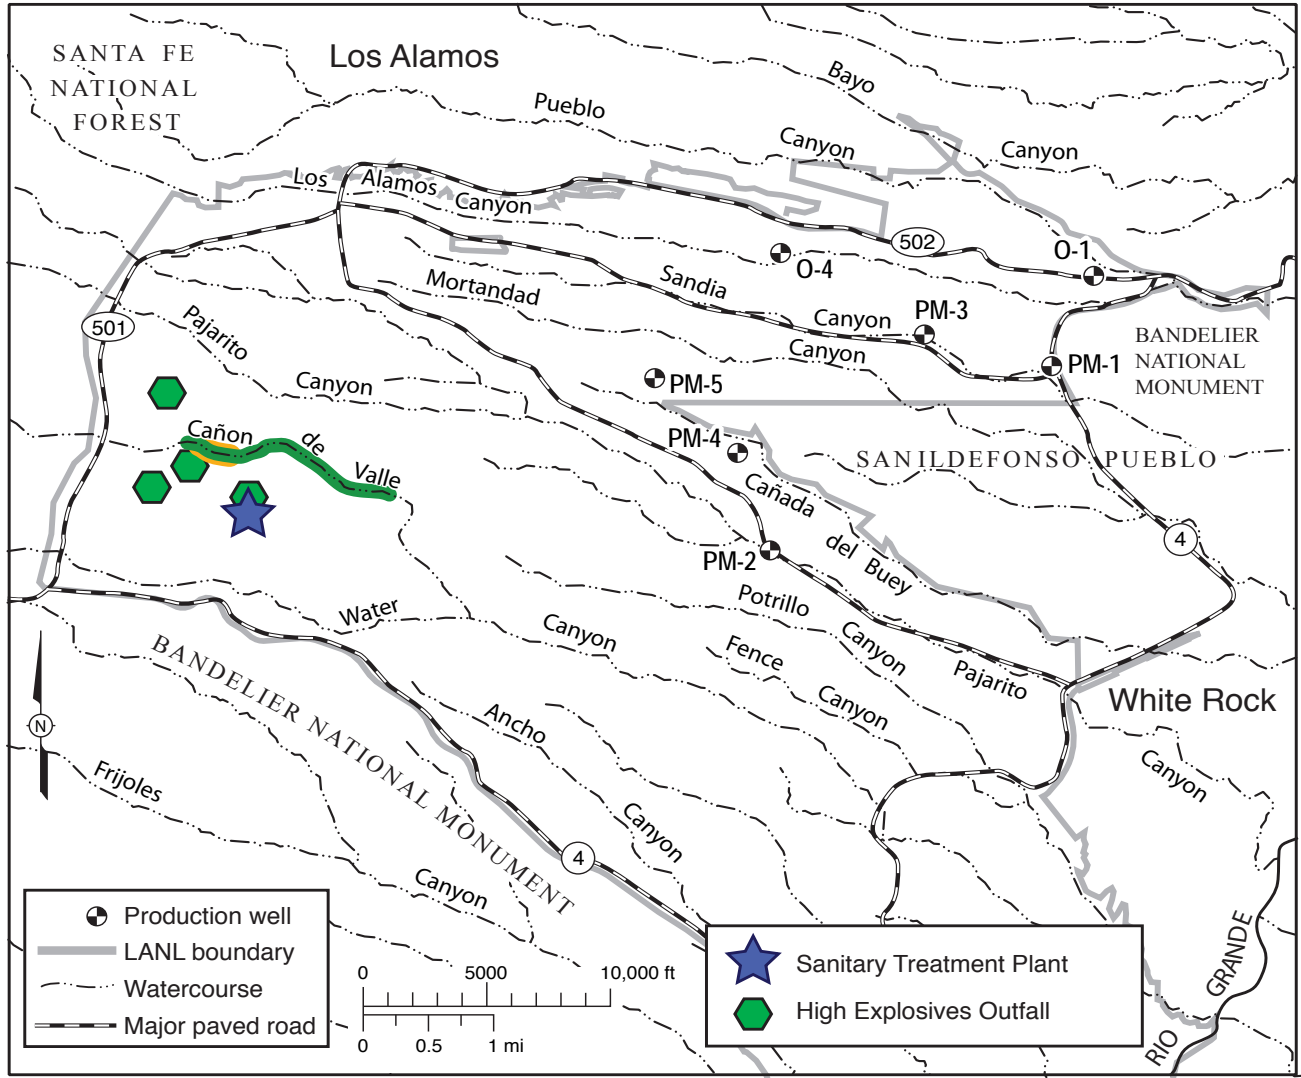 SANTA FE
NATIONAL
FOREST
Los Alamos
Bayo
Canyon
Pueblo
Canyon
Los Alamos
Canyon
502
O-1
O-4
Sandia
Canyon
PM-3
Mortandad
Canyon
PM-1
BANDELIER
NATIONAL
MONUMENT
501
Pajarito
Canyon
PM-5
PM-4
SAN ILDEFONSO PUEBLO
Cañon de Valle
Cañada
del Buey
4
PM-2
Water
Canyon
Potrillo
Canyon
Fence
Canyon
Pajarito
White Rock
Canyon
BANDELIER NATIONAL MONUMENT
N
Ancho
Canyon
Frijoles
Canyon
4
RIO GRANDE
Production well
LANL boundary
Watercourse
Major paved road
0 5000 10,000 ft
0 0.5 1 mi
Sanitary Treatment Plant
High Explosives Outfall